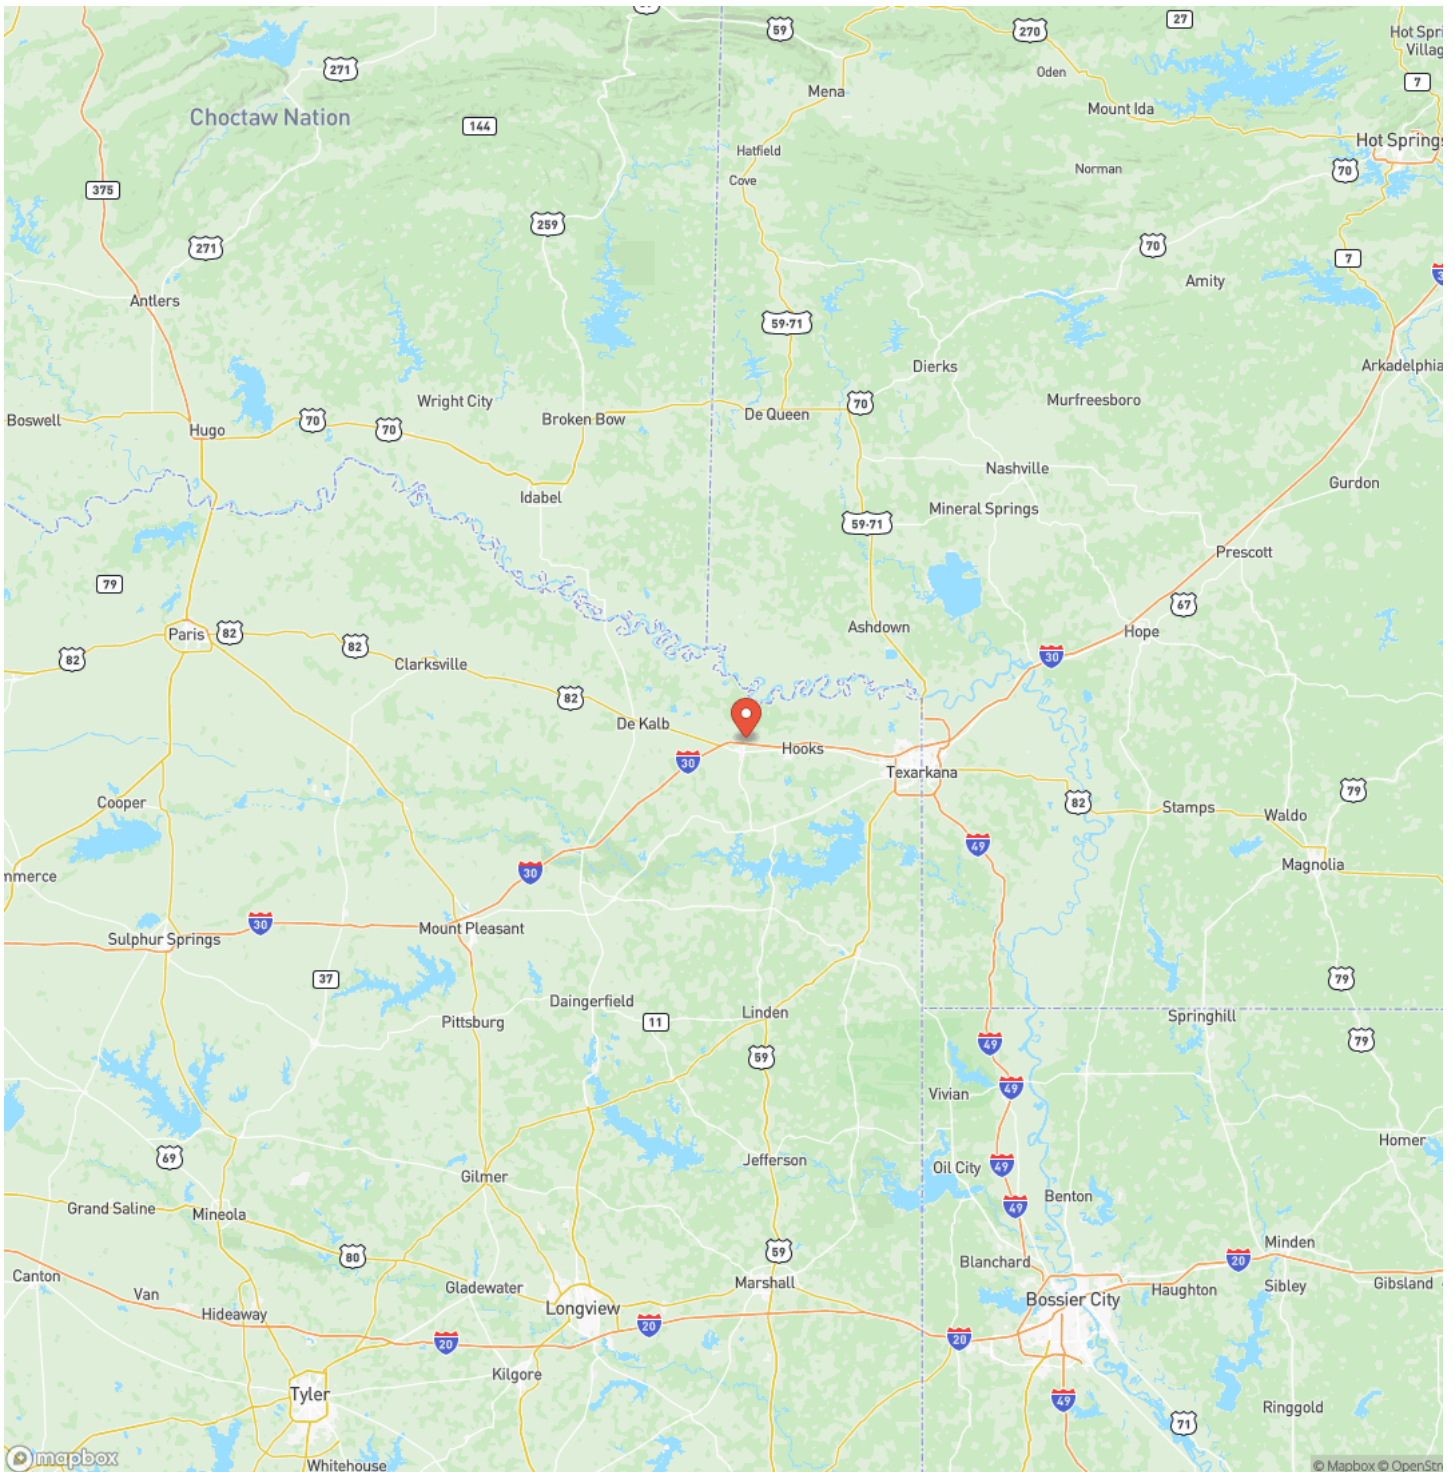 59
27
270
Hot Spri
Villag
271
Oden
7
Mena
Mount Ida
Choctaw Nation
144
Hot Springs
Hatfield
Norman
70
Cove
375
259
271
70
7
Amity
3
Antlers
59-71
Dierks
Arkadelphia
Wright City
Murfreesboro
70
Boswell
70
Broken Bow
De Queen
Hugo
70
Nashville
Gurdon
Idabel
Mineral Springs
59-71
Prescott
79
67
Paris
82
Ashdown
Hope
82
82
Clarksville
30
82
De Kalb
Hooks
30
Texarkana
79
Cooper
82
Stamps
Waldo
49
Magnolia
mmerce
30
30
Mount Pleasant
Sulphur Springs
37
79
Daingerfield
Linden
Pittsburg
11
Springhill
49
79
59
49
Vivian
Homer
69
Jefferson
Oil City
49
Gilmer
Benton
Grand Saline
49
Mineola
80
59
Minden
Blanchard
20
Canton
Marshall
Gibsland
Gladewater
Haughton
Sibley
Van
Bossier City
Longview
Hideaway
20
20
20
Kilgore
Tyler
49
Ringgold
71
mapbox
Whitehouse
© Mapbox © OpenStr